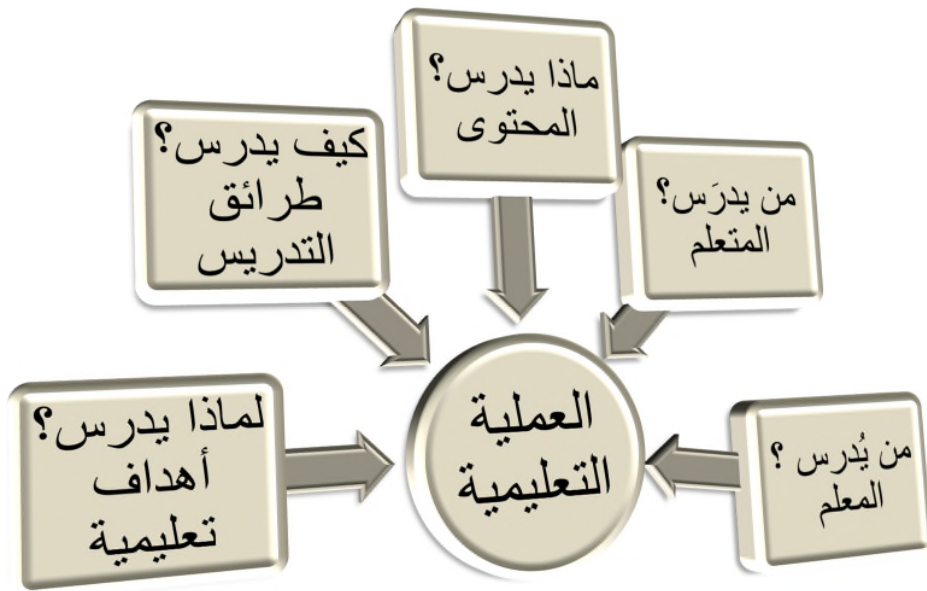 ماذا يدرس؟
المحتوى
كيف يدرس؟
طرائق
التدريس
من يدرَس؟
المتعلم
لماذا يدرس؟
أهداف
تعليمية
العملية
التعليمية
من يُدرس ؟
المعلم